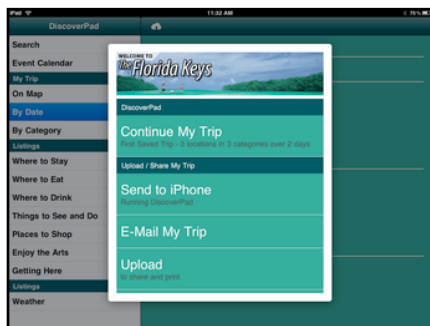 iPad
11:32 AM
75%
DiscoverPad
Search
Event Calendar
My Trip
On Map
By Date
By Category
Listings
Where to Stay
Where to Eat
Where to Drink
Things to See and Do
Places to Shop
Enjoy the Arts
Getting Here
Listings
Weather
WELCOME TO
The Florida Keys
DiscoverPad
Continue My Trip
First Saved Trip - 3 locations in 3 categories over 2 days
Upload / Share My Trip
Send to iPhone
Running DiscoverPad
E-Mail My Trip
Upload
to share and print